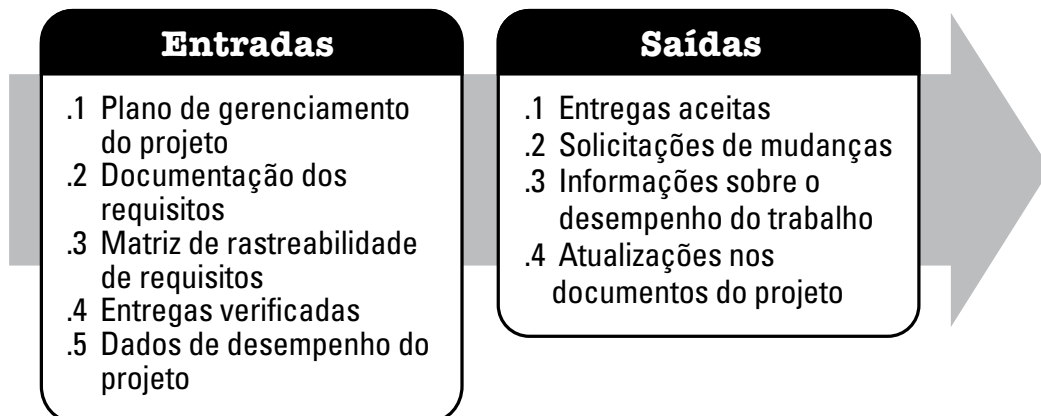 Entradas
.1 Plano de gerenciamento
do projeto
.2 Documentação dos
requisitos
.3 Matriz de rastreabilidade
de requisitos
.4 Entregas verificadas
.5 Dados de desempenho do
projeto
Saídas
.1 Entregas aceitas
.2 Solicitações de mudanças
.3 Informações sobre o
desempenho do trabalho
.4 Atualizações nos
documentos do projeto